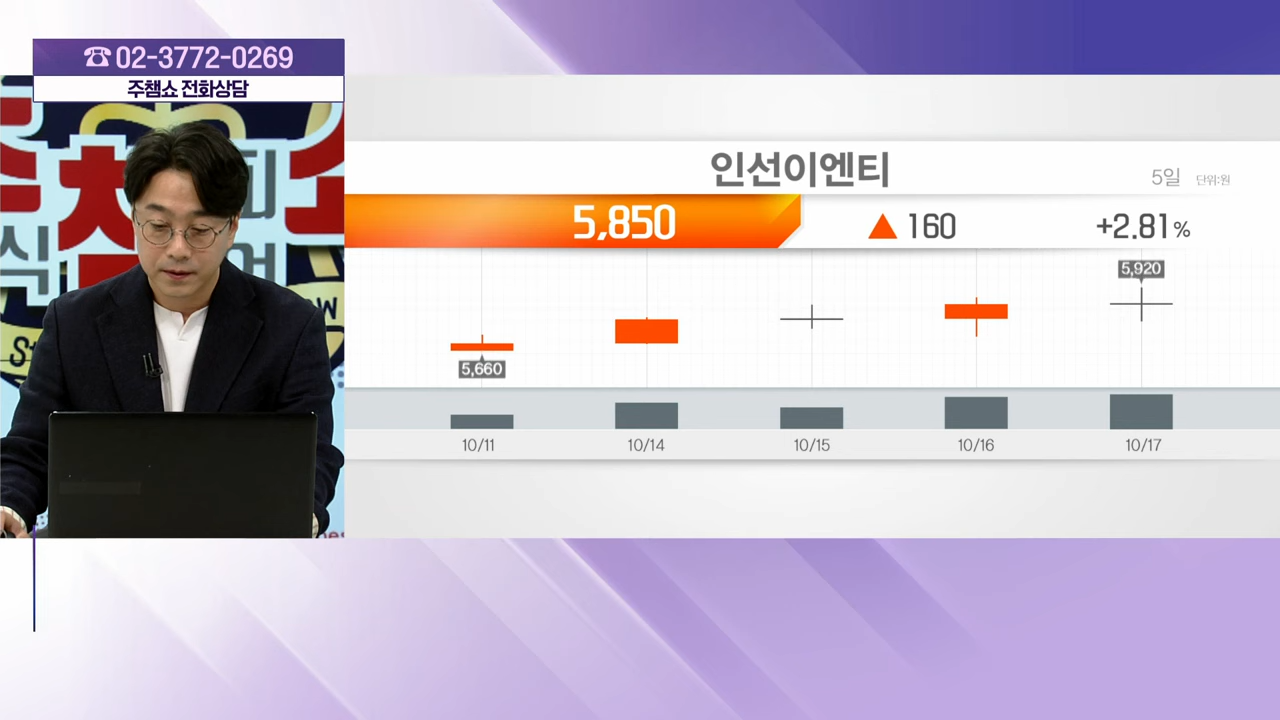 ☎02-3772-0269
주챔쇼 전화상담
인선이엔티
5일 단위:원
5,850 ▲ 160 +2.81%
5,920
5,660
10/11 10/14 10/15 10/16 10/17
식